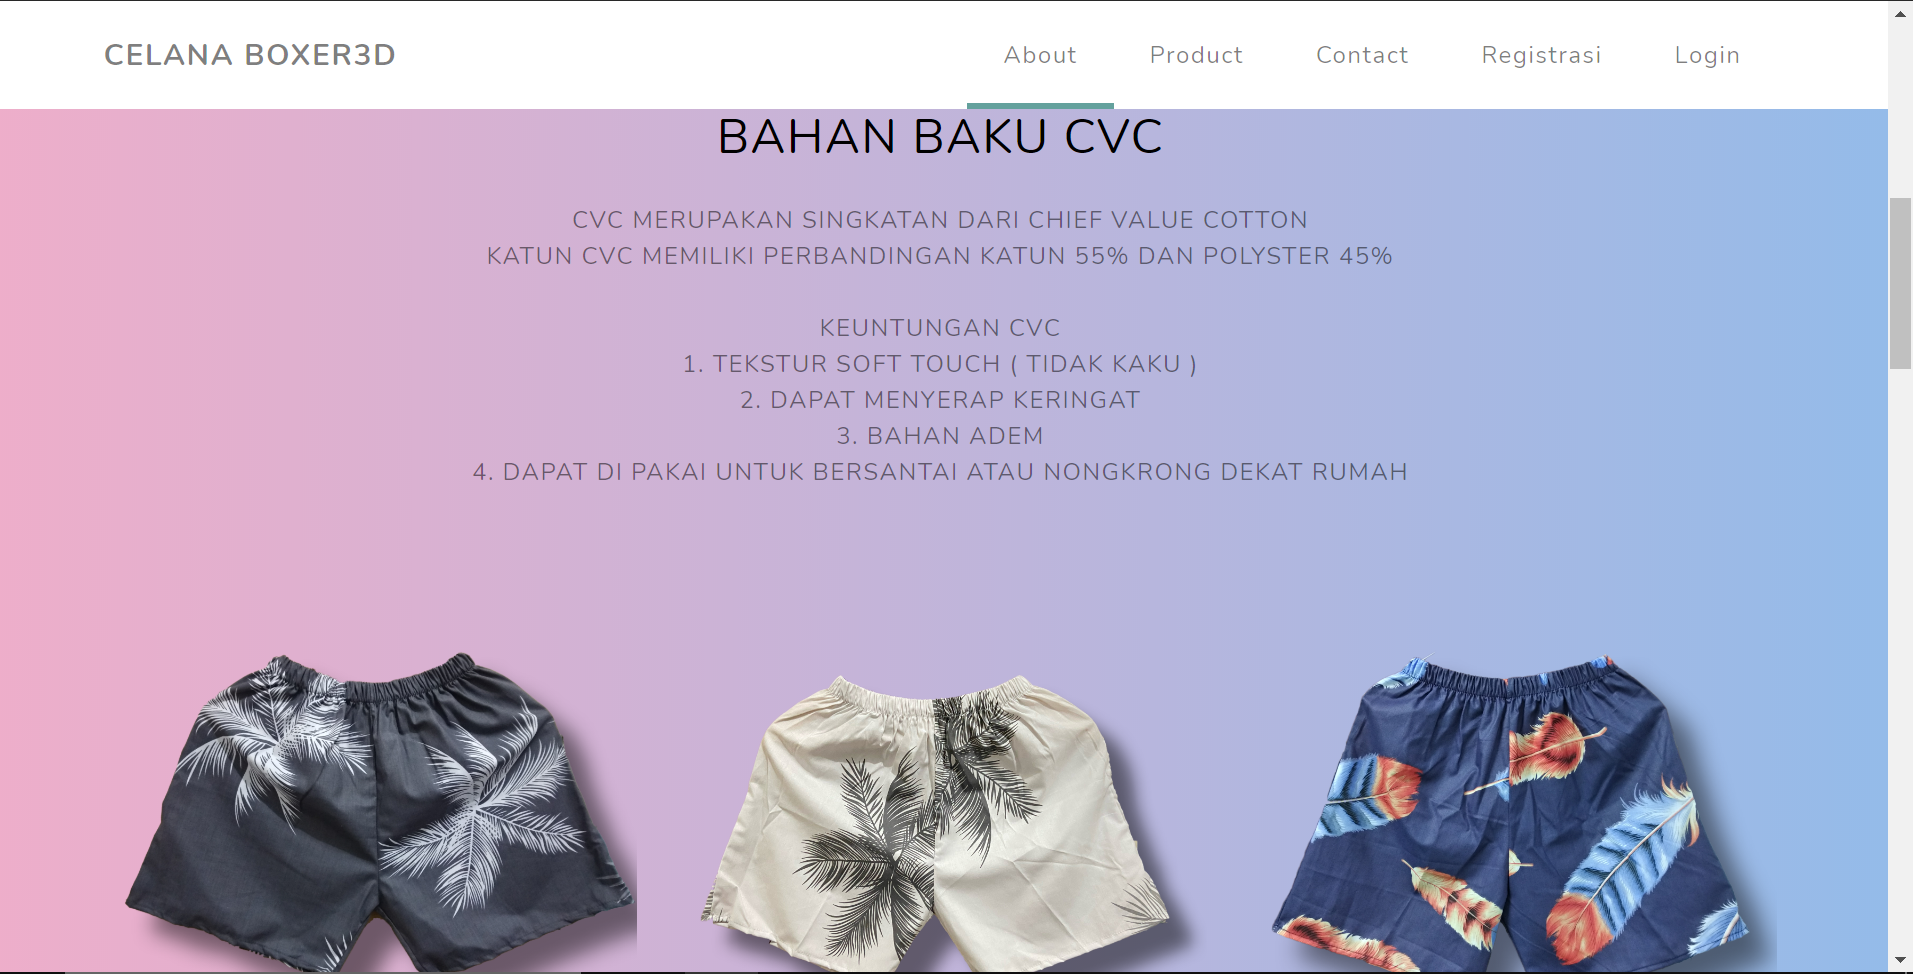 CELANA BOXER3D
About Product Contact Registrasi Login
BAHAN BAKU CVC
CVC MERUPAKAN SINGKATAN DARI CHIEF VALUE COTTON
KATUN CVC MEMILIKI PERBANDINGAN KATUN 55% DAN POLYSTER 45%
KEUNTUNGAN CVC
1. TEKSTUR SOFT TOUCH ( TIDAK KAKU )
2. DAPAT MENYERAP KERINGAT
3. BAHAN ADEM
4. DAPAT DI PAKAI UNTUK BERSANTAI ATAU NONGKRONG DEKAT RUMAH